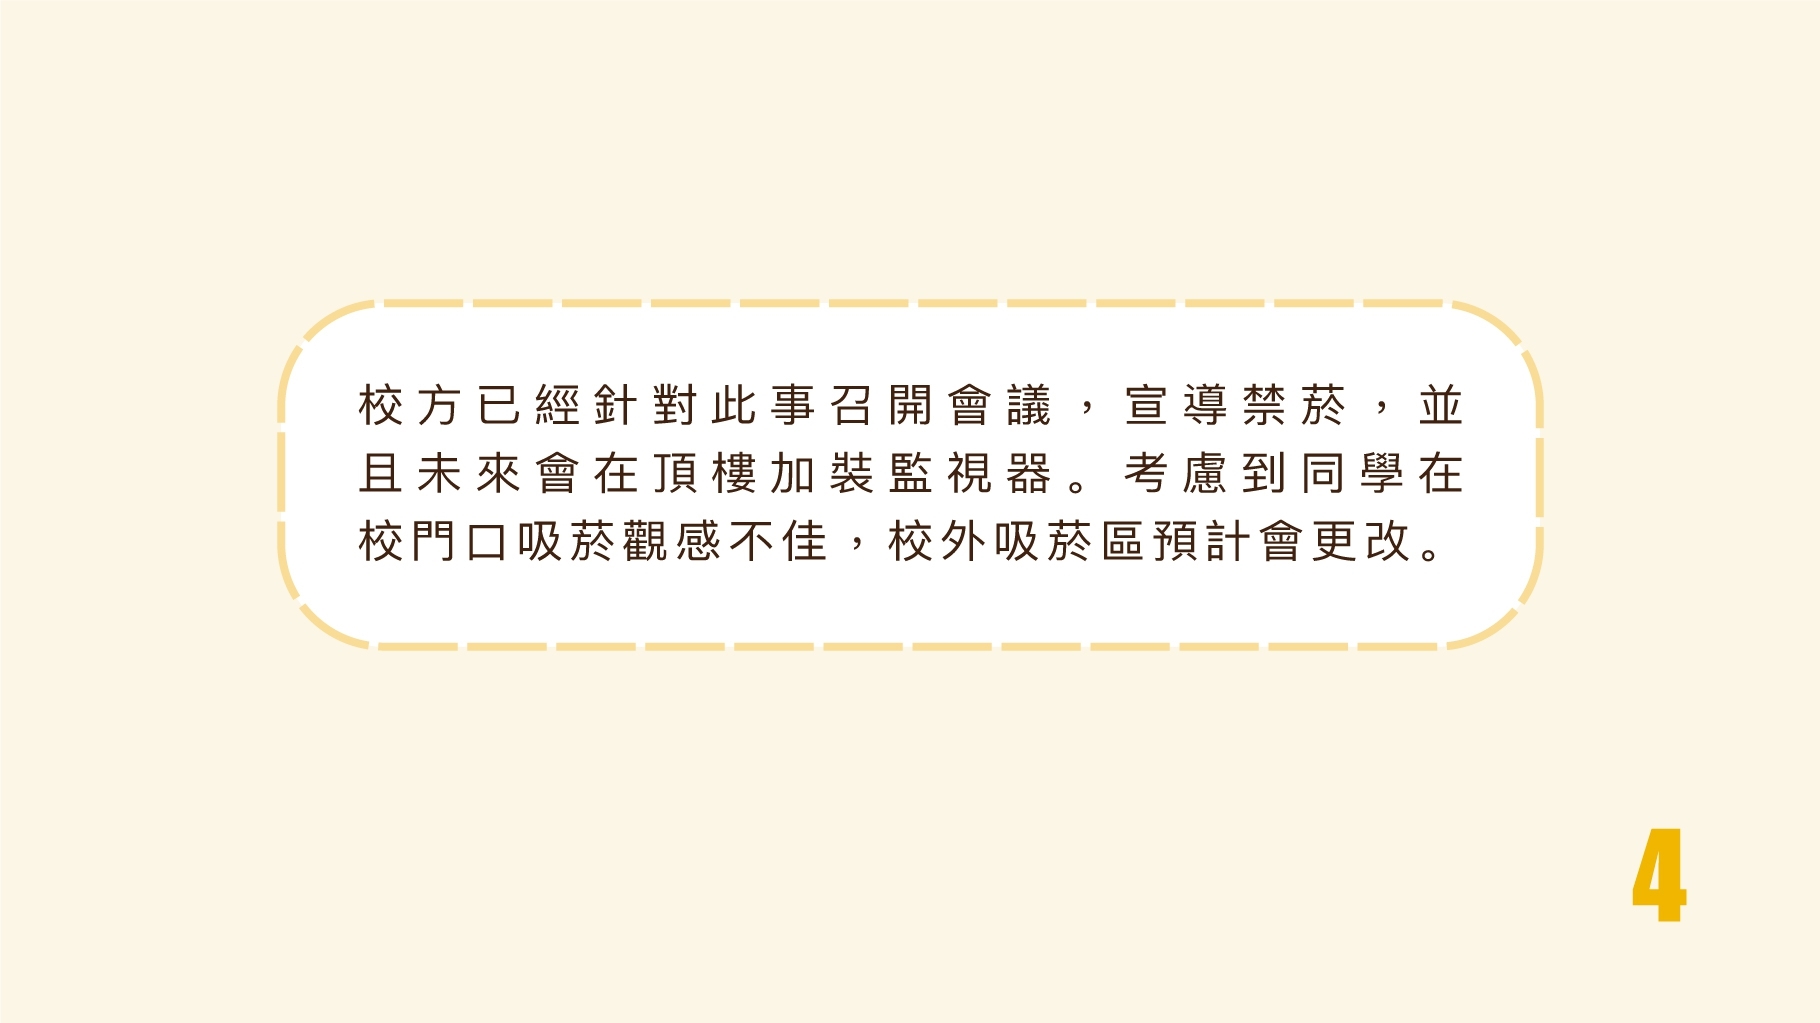 校方已經針對此事召開會議，宣導禁菸，並
且未來會在頂樓加裝監視器。考慮到同學在
校門口吸菸觀感不佳，校外吸菸區預計會更改。
4